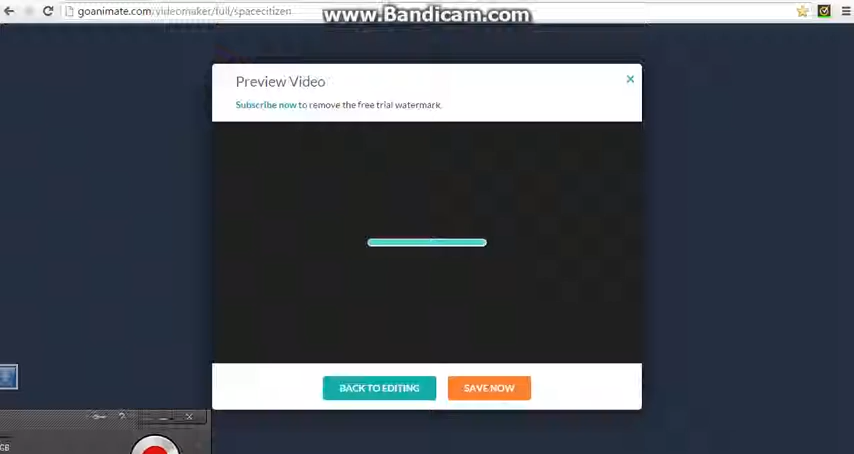 goanimate.com/videomaker/full/spacecitizen
www.Bandicam.com
Preview Video
Subscribe now to remove the free trial watermark.
BACK TO EDITING
SAVE NOW
?
GB